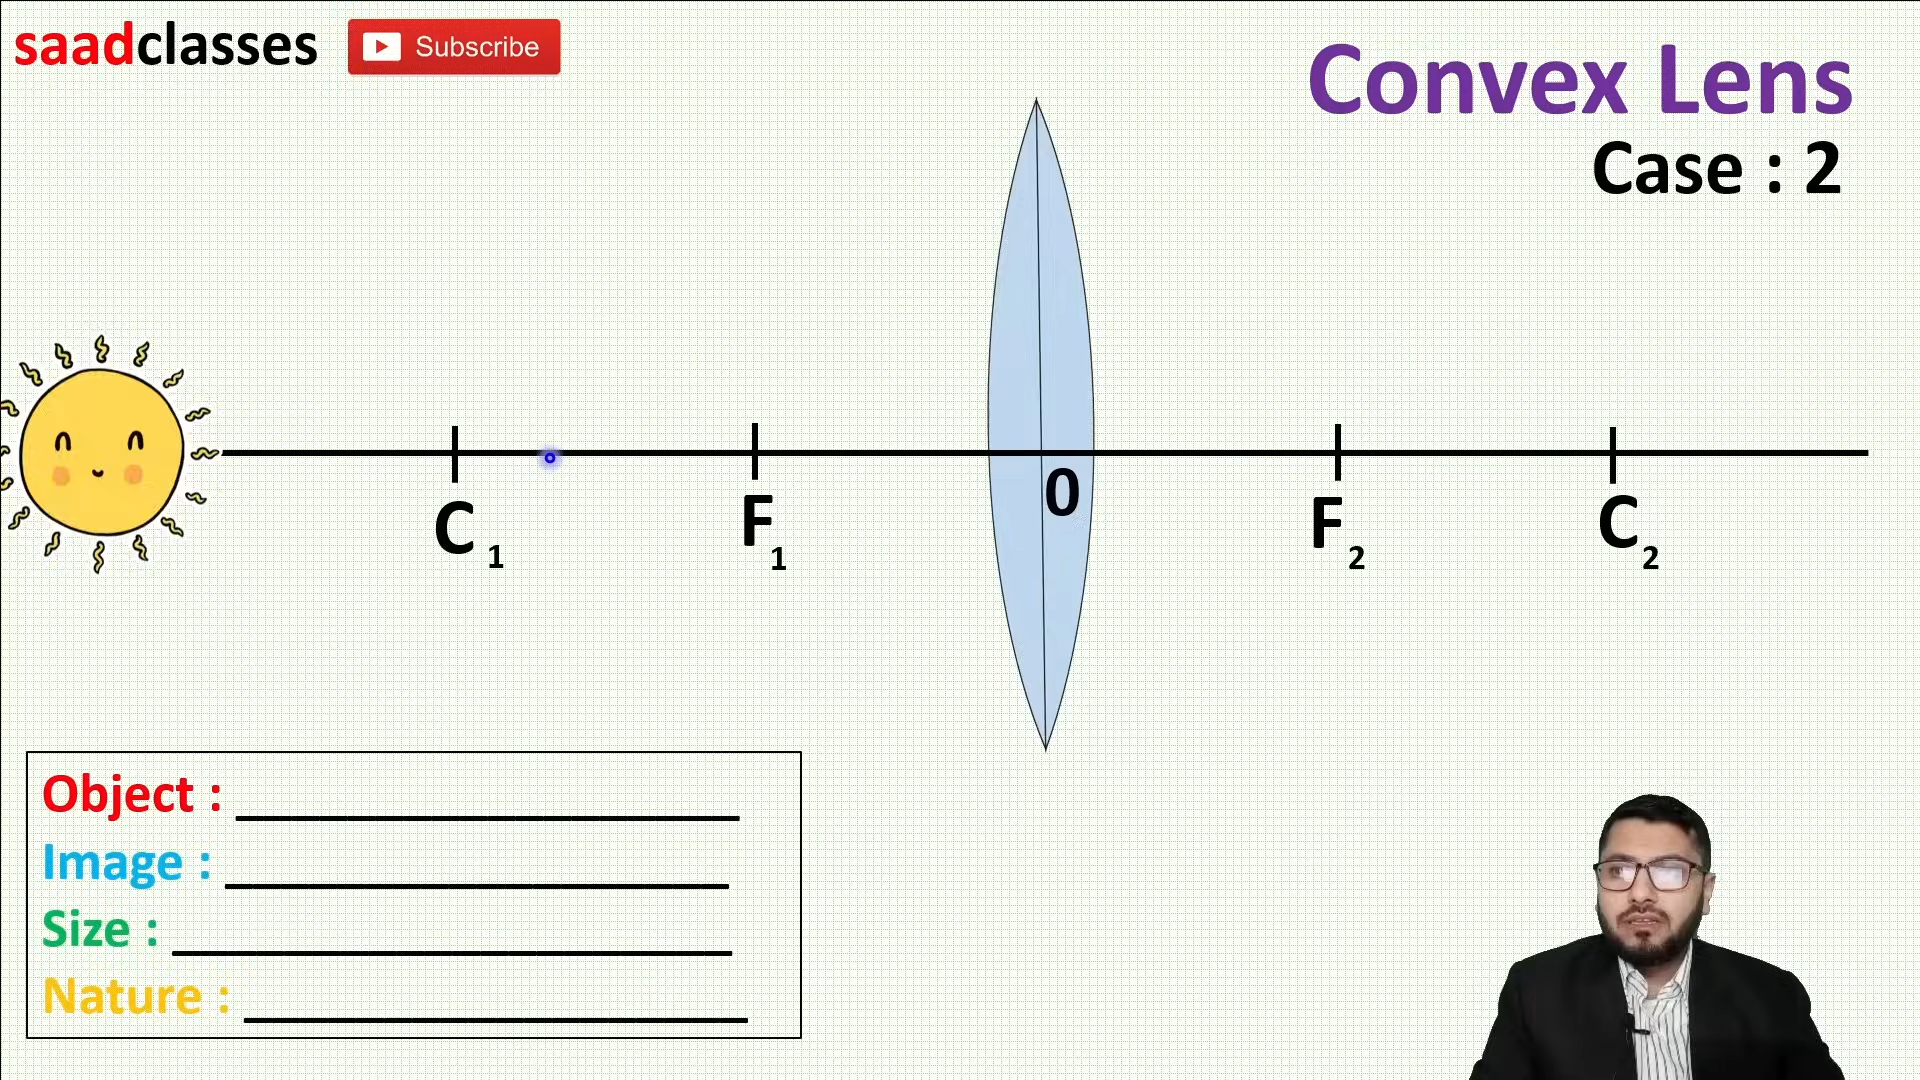 saadclasses
Subscribe
Convex Lens
Case : 2
C1
F1
O
F2
C2
Object :
Image :
Size :
Nature :